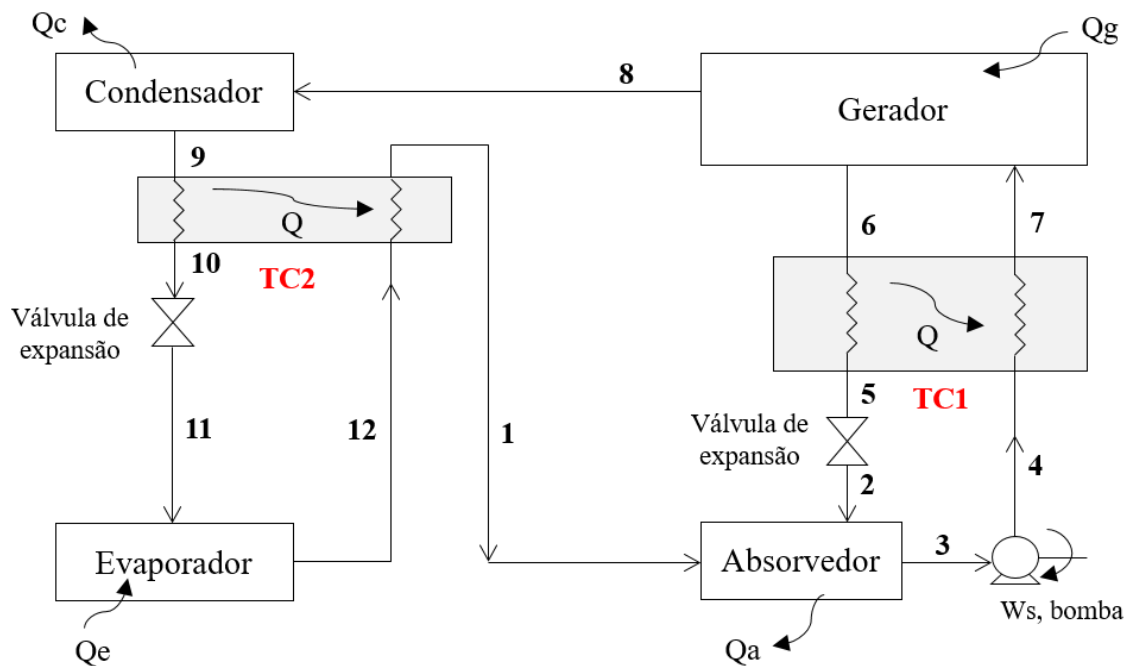 Qc
Qg
Condensador
8
Gerador
9
Q
6
7
10
TC2
Válvula de
expansão
Q
5
TC1
11
12
1
Válvula de
expansão
4
2
Evaporador
Absorvedor
3
Ws, bomba
Qe
Qa